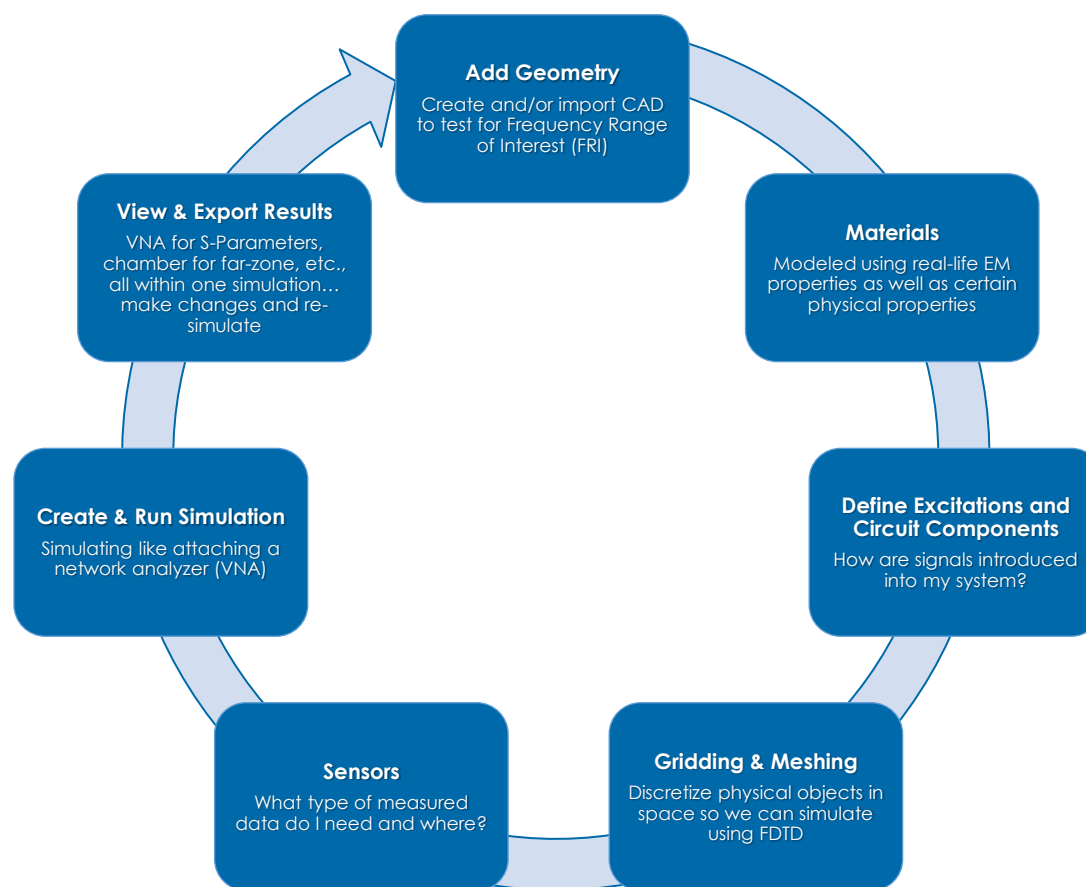 Add Geometry
Create and/or import CAD
to test for Frequency Range
of Interest (FRI)
Materials
Modeled using real-life EM
properties as well as certain
physical properties
Define Excitations and
Circuit Components
How are signals introduced
into my system?
Gridding & Meshing
Discretize physical objects in
space so we can simulate
using FDTD
Sensors
What type of measured
data do I need and where?
Create & Run Simulation
Simulating like attaching a
network analyzer (VNA)
View & Export Results
VNA for S-Parameters,
chamber for far-zone, etc.,
all within one simulation…
make changes and re-
simulate